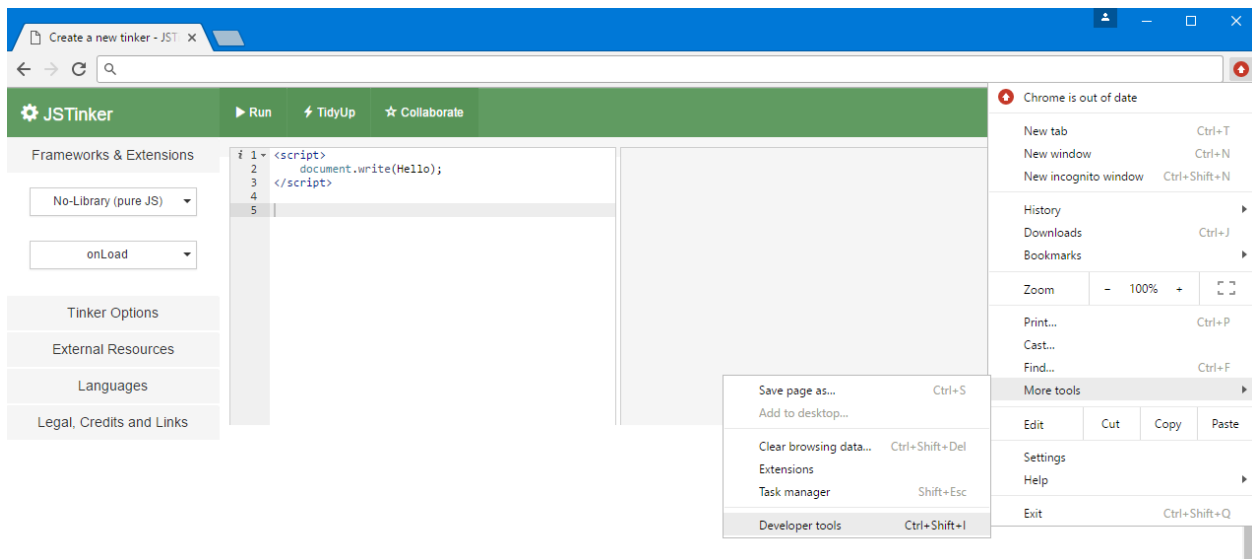 Create a new tinker - JST
JSTinker
Run
TidyUp
Collaborate
Frameworks & Extensions
No-Library (pure JS)
onLoad
Tinker Options
External Resources
Languages
Legal, Credits and Links
i 1 <script>
2 document.write(Hello);
3 </script>
4
5
Chrome is out of date
New tab Ctrl+T
New window Ctrl+N
New incognito window Ctrl+Shift+N
History
Downloads Ctrl+J
Bookmarks
Zoom - 100% +
Print... Ctrl+P
Cast...
Find... Ctrl+F
More tools
Edit Cut Copy Paste
Settings
Help
Exit Ctrl+Shift+Q
Save page as... Ctrl+S
Add to desktop...
Clear browsing data... Ctrl+Shift+Del
Extensions
Task manager Shift+Esc
Developer tools Ctrl+Shift+I